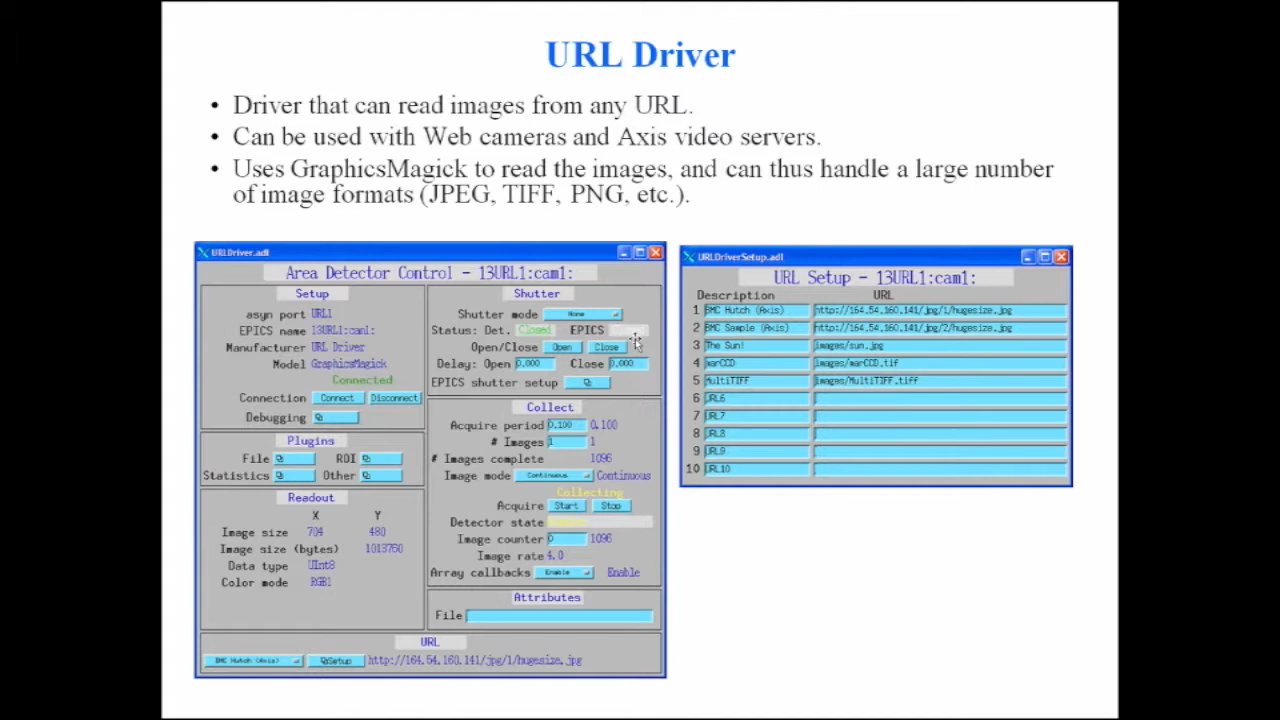 URL Driver
• Driver that can read images from any URL.
• Can be used with Web cameras and Axis video servers.
• Uses GraphicsMagick to read the images, and can thus handle a large number
of image formats (JPEG, TIFF, PNG, etc.).
URLDriver.adl
Area Detector Control - 13URL1:cam1:
Setup
asyn port URL1
EPICS name 13URL1:cam1:
Manufacturer URL Driver
Model GraphicsMagick
Connected
Connection Connect Disconnect
Debugging
Plugins
File ROI
Statistics Other
Readout
X Y
Image size 704 480
Image size (bytes) 1013760
Data type UInt8
Color mode RGB1
Shutter
Shutter mode None
Status: Det. Closed EPICS
Open/Close Open Close
Delay: Open 0.000 Close 0.000
EPICS shutter setup
Collect
Acquire period 0.100 0.100
# Images 1 1
# Images complete 1096
Image mode Continuous Continuous
Collecting
Acquire Start Stop
Detector state
Image counter 0 1096
Image rate 4.0
Array callbacks Enable Enable
Attributes
File
URL
BMC Hutch (Axis) Setup http://164.54.160.141/jpg/1/hugesize.jpg
URLDriverSetup.adl
URL Setup - 13URL1:cam1:
Description URL
1 BMC Hutch (Axis) http://164.54.160.141/jpg/1/hugesize.jpg
2 BMC Sample (Axis) http://164.54.160.141/jpg/2/hugesize.jpg
3 The Sun! images/sun.jpg
4 marCCD images/marCCD.tif
5 MultiTIFF images/MultiTIFF.tiff
6 URL6
7 URL7
8 URL8
9 URL9
10 URL10